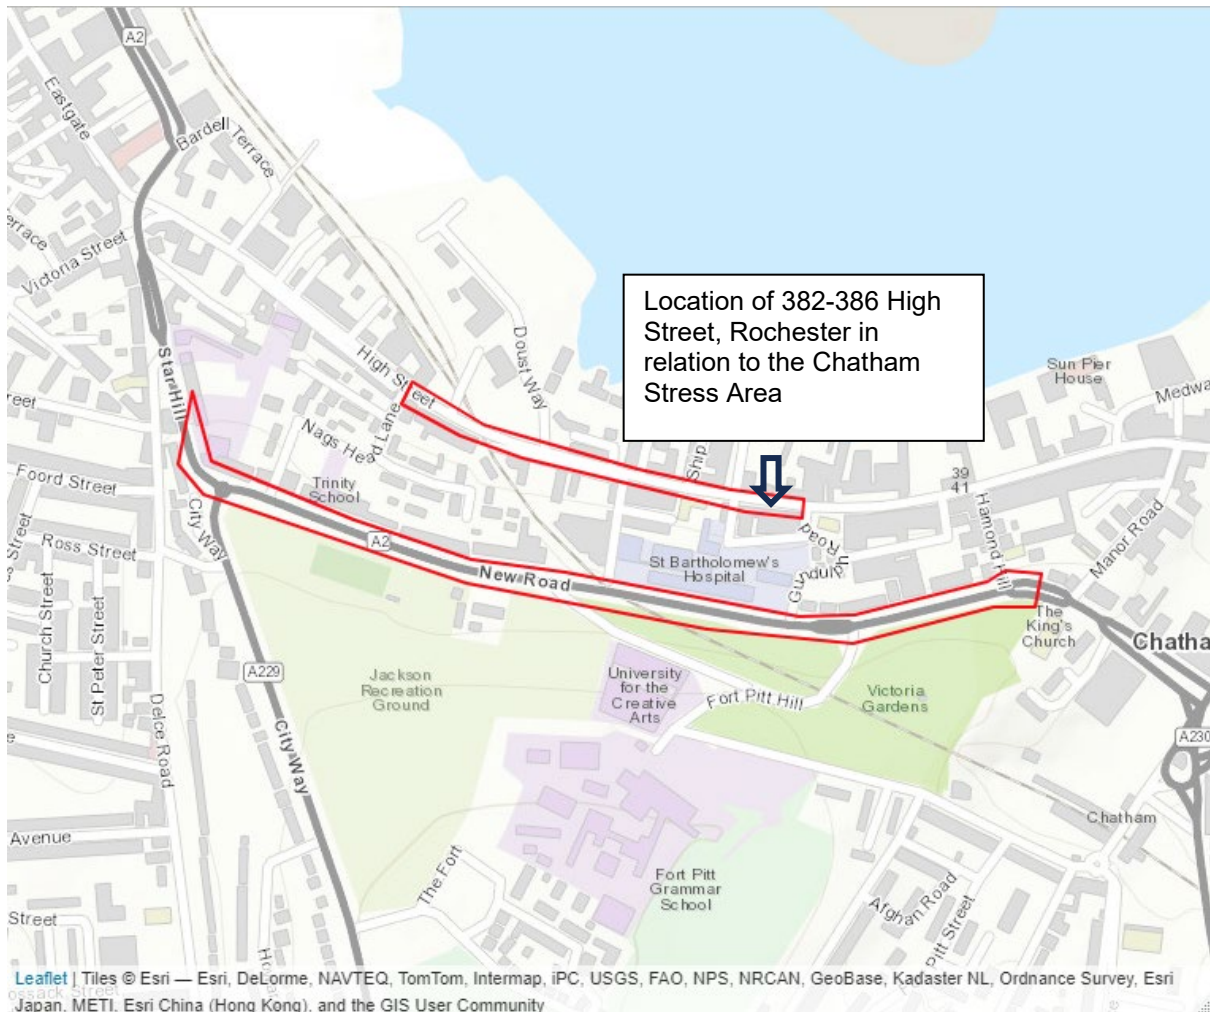 A2
Eastgate
Bardell Terrace
Victoria Street
Star Hill
High Street
Doust Way
Location of 382-386 High
Street, Rochester in
relation to the Chatham
Stress Area
Sun Pier
House
Nags Hea
d Lane
Ship
39
41
Hamond Hill
Manor Road
Foord Street
Trinity
School
City Way
Ross Street
A2
New Road
St Bartholomew's
Hospital
Road
Church Street
St Peter Street
The
King's
Church
A229
Jackson
Recreation
Ground
University
for the
Creative
Arts
Fort Pitt Hill
Victoria
Gardens
Delce Road
City Way
A230
Avenue
Chatham
The Fort
Fort Pitt
Grammar
School
Afghan Road
Pitt Street
Street
Leaflet | Tiles © Esri — Esri, DeLorme, NAVTEQ, TomTom, Intermap, iPC, USGS, FAO, NPS, NRCAN, GeoBase, Kadaster NL, Ordnance Survey, Esri
Japan, METI, Esri China (Hong Kong), and the GIS User Community